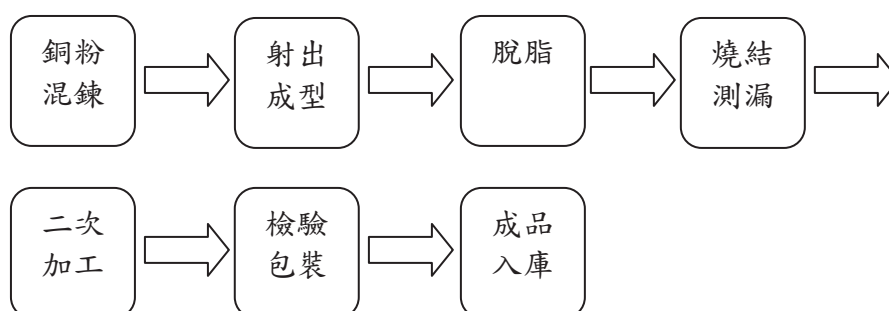 銅粉
混鍊
射出
成型
脫脂
燒結
測漏
二次
加工
檢驗
包裝
成品
入庫